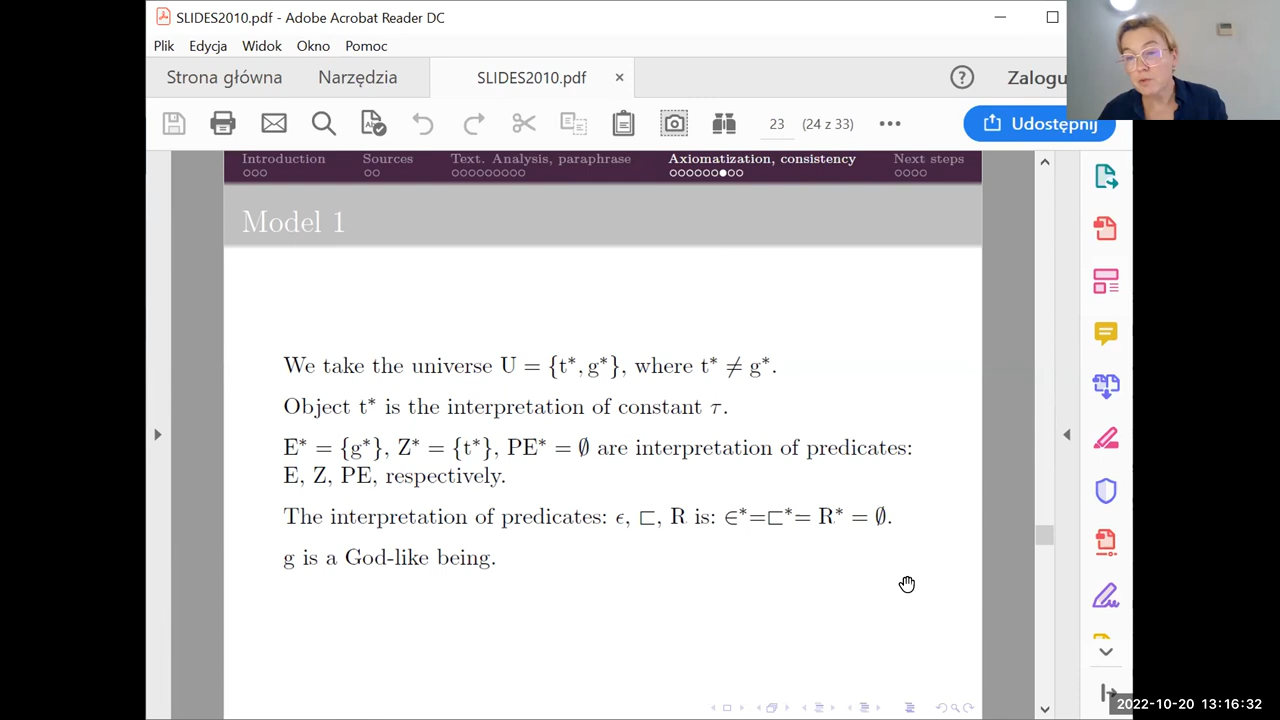 SLIDES2010.pdf - Adobe Acrobat Reader DC
Plik Edycja Widok Okno Pomoc
Strona główna Narzędzia SLIDES2010.pdf × ? Zalogu
23 (24 z 33) Udostępnij
Introduction Sources Text. Analysis, paraphrase Axiomatization, consistency Next steps
Model 1
We take the universe U = {t*, g*}, where t* ≠ g*.
Object t* is the interpretation of constant τ.
E* = {g*}, Z* = {t*}, PE* = ∅ are interpretation of predicates:
E, Z, PE, respectively.
The interpretation of predicates: ϵ, ⊏, R is: ∈*=⊏*= R* = ∅.
g is a God-like being.
2022-10-20 13:16:32